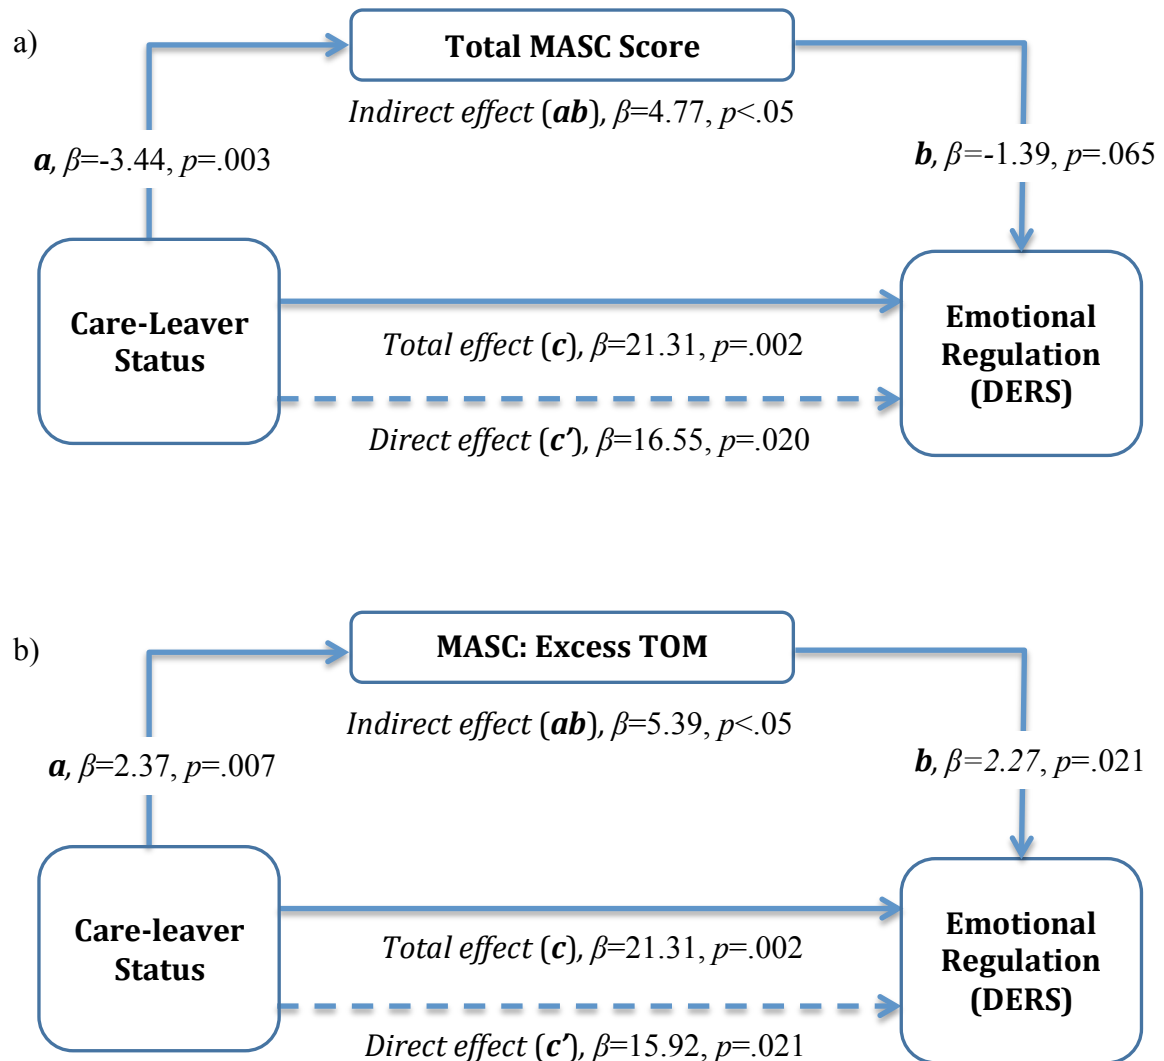 a)
Total MASC Score
Indirect effect (ab), β=4.77, p<.05
a, β=-3.44, p=.003
b, β=-1.39, p=.065
Care-Leaver
Status
Total effect (c), β=21.31, p=.002
Direct effect (c’), β=16.55, p=.020
Emotional
Regulation
(DERS)
b)
MASC: Excess TOM
Indirect effect (ab), β=5.39, p<.05
a, β=2.37, p=.007
b, β=2.27, p=.021
Care-leaver
Status
Total effect (c), β=21.31, p=.002
Direct effect (c’), β=15.92, p=.021
Emotional
Regulation
(DERS)